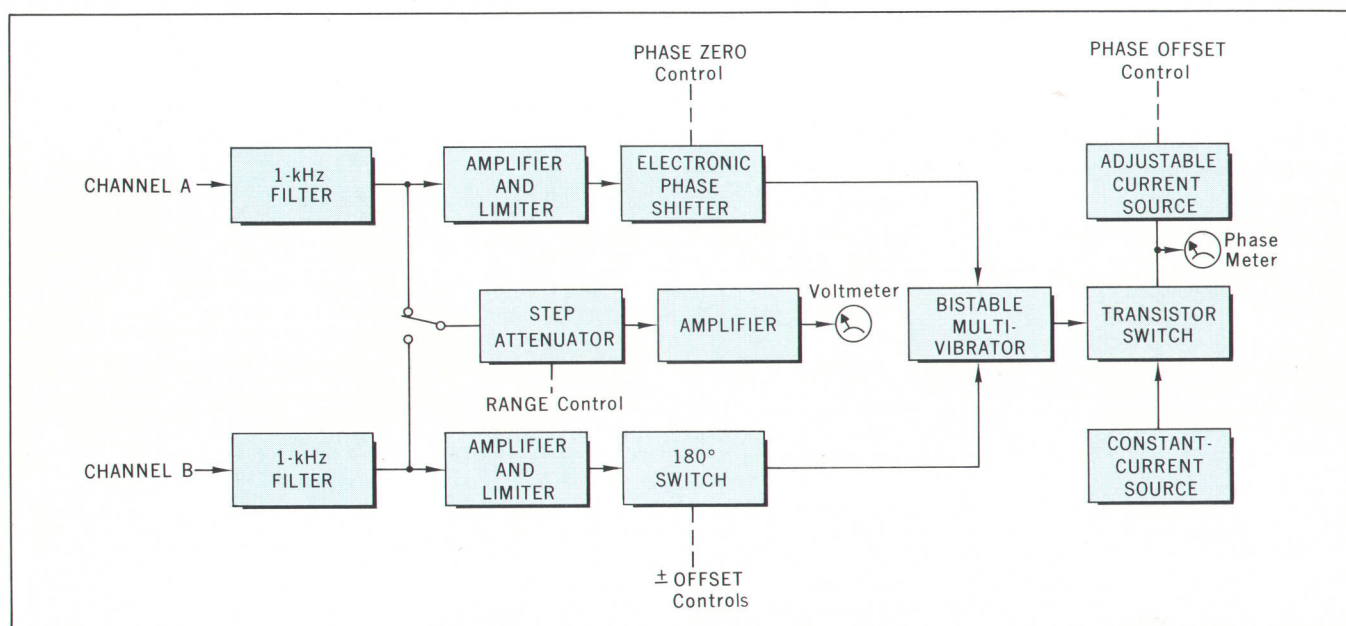 PHASE ZERO
Control
PHASE OFFSET
Control
CHANNEL A
1-kHz
FILTER
AMPLIFIER
AND
LIMITER
ELECTRONIC
PHASE
SHIFTER
ADJUSTABLE
CURRENT
SOURCE
Phase
Meter
STEP
ATTENUATOR
AMPLIFIER
Voltmeter
BISTABLE
MULTI-
VIBRATOR
TRANSISTOR
SWITCH
RANGE Control
CHANNEL B
1-kHz
FILTER
AMPLIFIER
AND
LIMITER
180°
SWITCH
CONSTANT-
CURRENT
SOURCE
± OFFSET
Controls